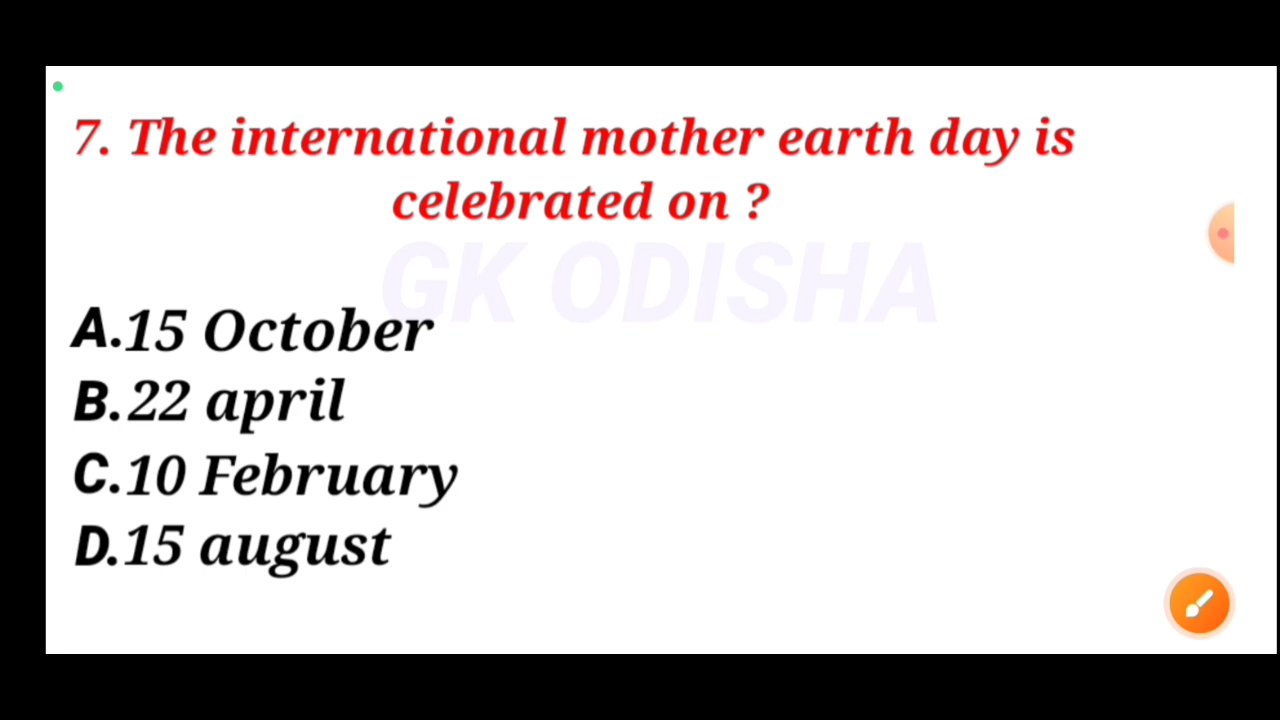 7. The international mother earth day is
celebrated on ?
GK ODISHA
A.15 October
B.22 april
C.10 February
D.15 august